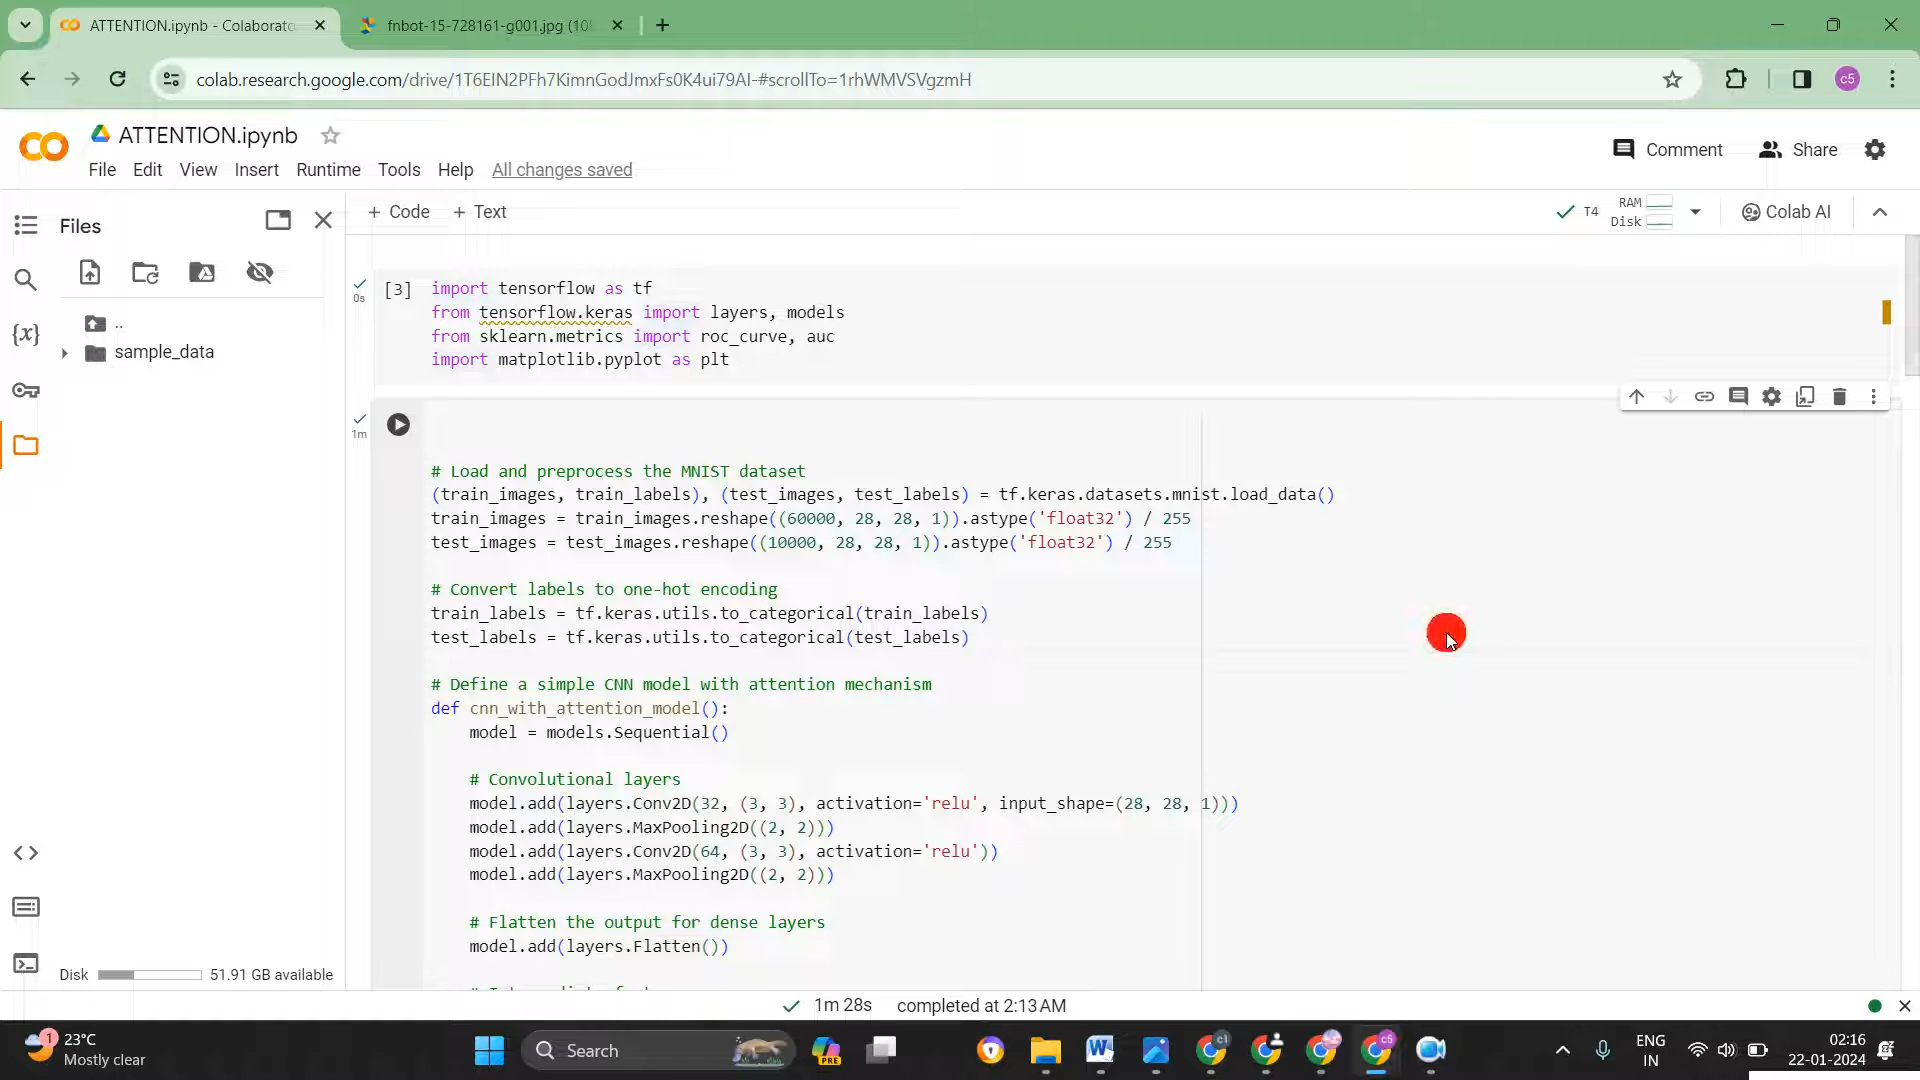 ATTENTION.ipynb - Colaborato
fnbot-15-728161-g001.jpg (10
colab.research.google.com/drive/1T6EIN2PFh7KimnGodJmxFs0K4ui79AI-#scrollTo=1rhWMVSVgzmH
c5
ATTENTION.ipynb
File Edit View Insert Runtime Tools Help All changes saved
Comment Share
Files
+ Code + Text
T4 RAM Disk Colab AI
..
sample_data
0s
[3]
import tensorflow as tf
from tensorflow.keras import layers, models
from sklearn.metrics import roc_curve, auc
import matplotlib.pyplot as plt
1m
# Load and preprocess the MNIST dataset
(train_images, train_labels), (test_images, test_labels) = tf.keras.datasets.mnist.load_data()
train_images = train_images.reshape((60000, 28, 28, 1)).astype('float32') / 255
test_images = test_images.reshape((10000, 28, 28, 1)).astype('float32') / 255
# Convert labels to one-hot encoding
train_labels = tf.keras.utils.to_categorical(train_labels)
test_labels = tf.keras.utils.to_categorical(test_labels)
# Define a simple CNN model with attention mechanism
def cnn_with_attention_model():
model = models.Sequential()
# Convolutional layers
model.add(layers.Conv2D(32, (3, 3), activation='relu', input_shape=(28, 28, 1)))
model.add(layers.MaxPooling2D((2, 2)))
model.add(layers.Conv2D(64, (3, 3), activation='relu'))
model.add(layers.MaxPooling2D((2, 2)))
# Flatten the output for dense layers
model.add(layers.Flatten())
Disk 51.91 GB available
1m 28s completed at 2:13 AM
1 23°C
Mostly clear
Search
PRE
c1
c5
ENG
IN
02:16
22-01-2024